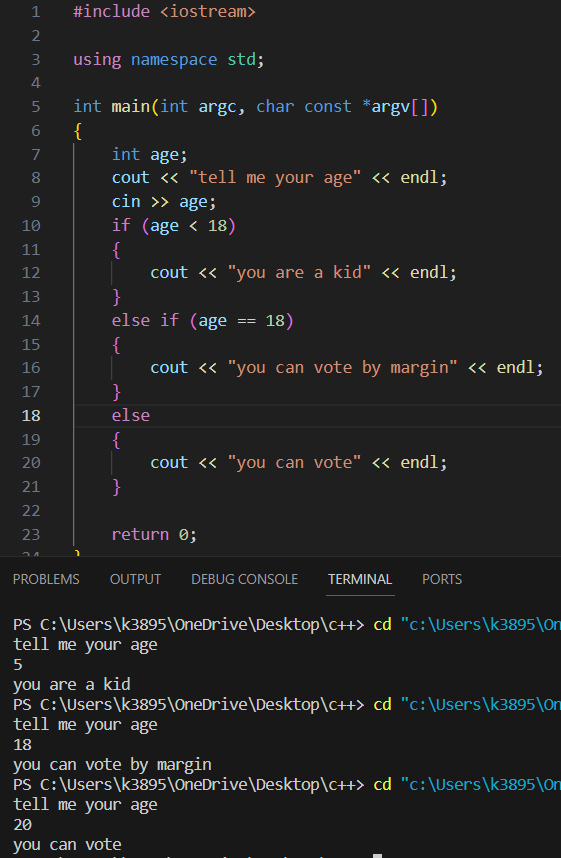 1 #include <iostream>
2
3 using namespace std;
4
5 int main(int argc, char const *argv[])
6 {
7     int age;
8     cout << "tell me your age" << endl;
9     cin >> age;
10     if (age < 18)
11     {
12         cout << "you are a kid" << endl;
13     }
14     else if (age == 18)
15     {
16         cout << "you can vote by margin" << endl;
17     }
18     else
19     {
20         cout << "you can vote" << endl;
21     }
22
23     return 0;
24 }
PROBLEMS OUTPUT DEBUG CONSOLE TERMINAL PORTS
PS C:\Users\k3895\OneDrive\Desktop\c++> cd "c:\Users\k3895\On
tell me your age
5
you are a kid
PS C:\Users\k3895\OneDrive\Desktop\c++> cd "c:\Users\k3895\On
tell me your age
18
you can vote by margin
PS C:\Users\k3895\OneDrive\Desktop\c++> cd "c:\Users\k3895\On
tell me your age
20
you can vote